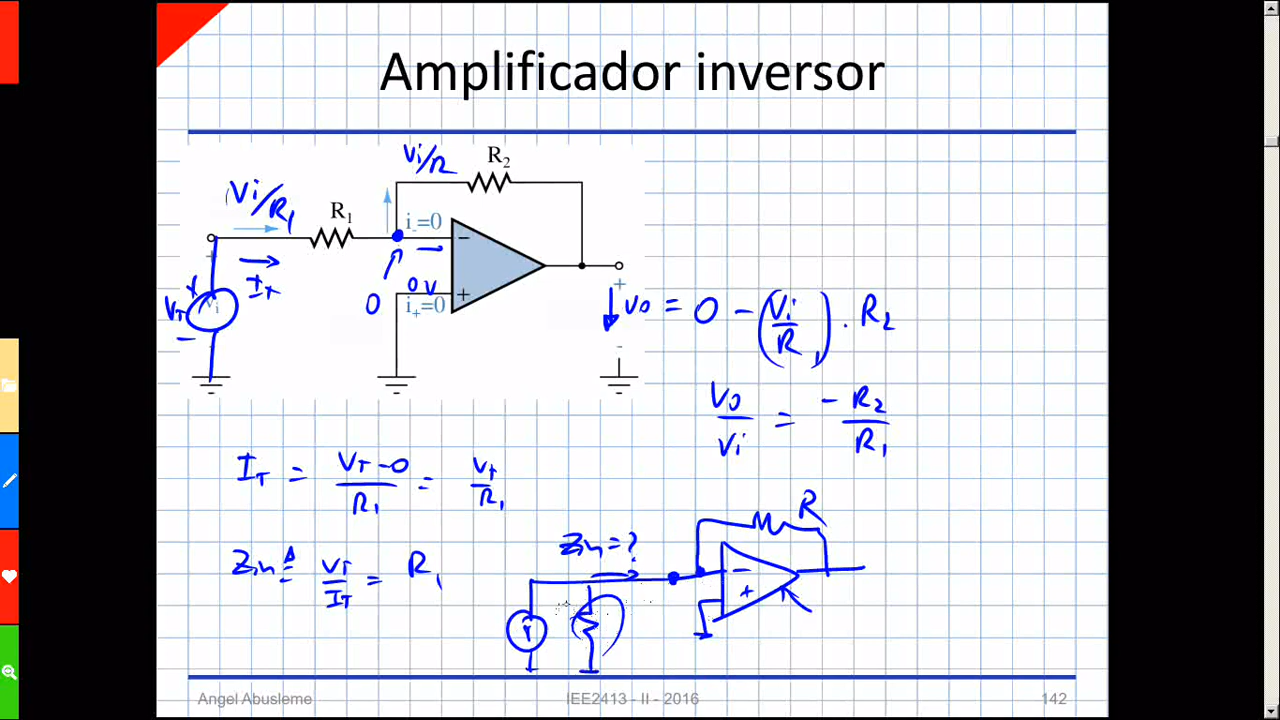 Amplificador inversor
Vi/R
R2
Vi/R1
R1
i-=0
−
IT
+
VT
vi
−
0
0 V
+
i+=0
+
−
vo = 0 − (Vi/R1) . R2
Vo/Vi = −R2/R1
IT = (VT−0)/R1 = VT/R1
Zin ≜ VT/IT = R1
Zin = ?
R
−
+
Angel Abusleme
IEE2413 - II - 2016
142